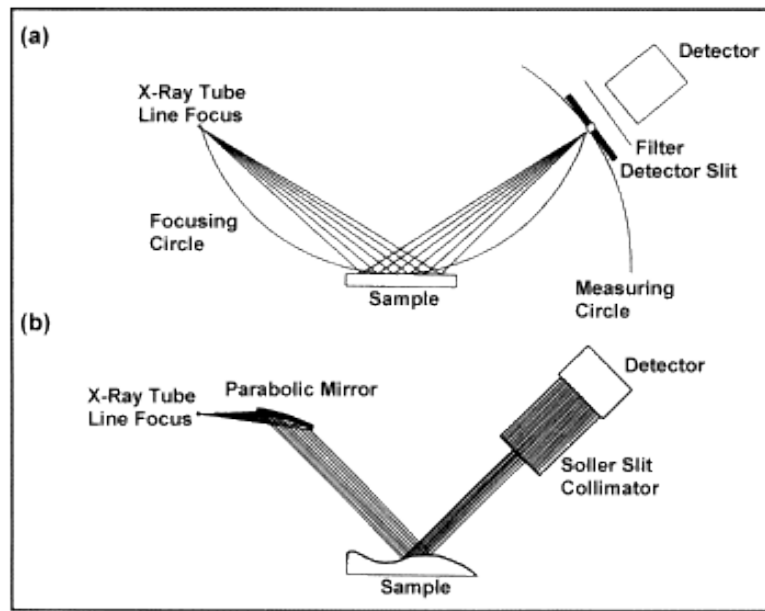 (a)
Detector
X-Ray Tube
Line Focus
Filter
Detector Slit
Focusing
Circle
Sample
Measuring
Circle
(b)
Detector
Parabolic Mirror
X-Ray Tube
Line Focus
Soller Slit
Collimator
Sample